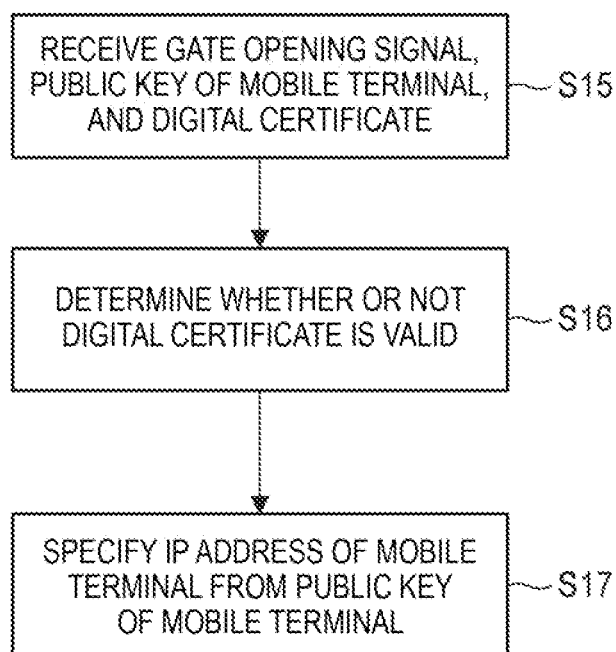 RECEIVE GATE OPENING SIGNAL,
PUBLIC KEY OF MOBILE TERMINAL,
AND DIGITAL CERTIFICATE
S15
DETERMINE WHETHER OR NOT
DIGITAL CERTIFICATE IS VALID
S16
SPECIFY IP ADDRESS OF MOBILE
TERMINAL FROM PUBLIC KEY
OF MOBILE TERMINAL
S17